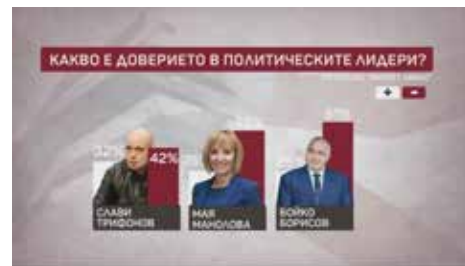 КАКВО Е ДОВЕРИЕТО В ПОЛИТИЧЕСКИТЕ ЛИДЕРИ?
+ -
42%
СЛАВИ
ТРИФОНОВ
МАЯ
МАНОЛОВА
БОЙКО
БОРИСОВ